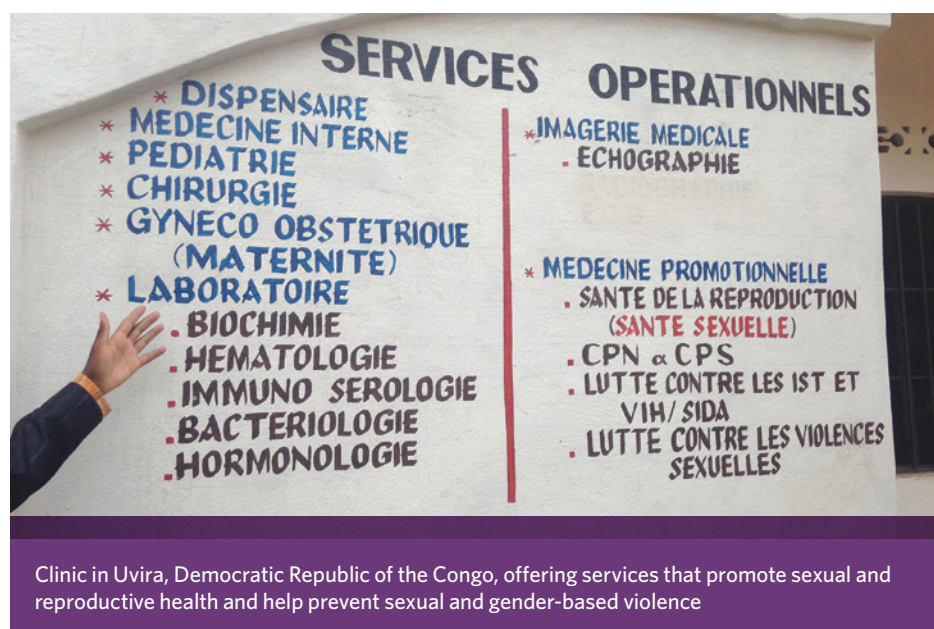 SERVICES OPERATIONNELS
* DISPENSAIRE
* MEDECINE INTERNE
* PEDIATRIE
* CHIRURGIE
* GYNECO OBSTETRIQUE
(MATERNITE)
* LABORATOIRE
. BIOCHIMIE
. HEMATOLOGIE
. IMMUNO SEROLOGIE
. BACTERIOLOGIE
. HORMONOLOGIE
* IMAGERIE MEDICALE
. ECHOGRAPHIE
* MEDECINE PROMOTIONNELLE
. SANTE DE LA REPRODUCTION
(SANTE SEXUELLE)
. CPN & CPS
. LUTTE CONTRE LES IST ET
VIH/SIDA
. LUTTE CONTRE LES VIOLENCES
SEXUELLES
Clinic in Uvira, Democratic Republic of the Congo, offering services that promote sexual and
reproductive health and help prevent sexual and gender-based violence